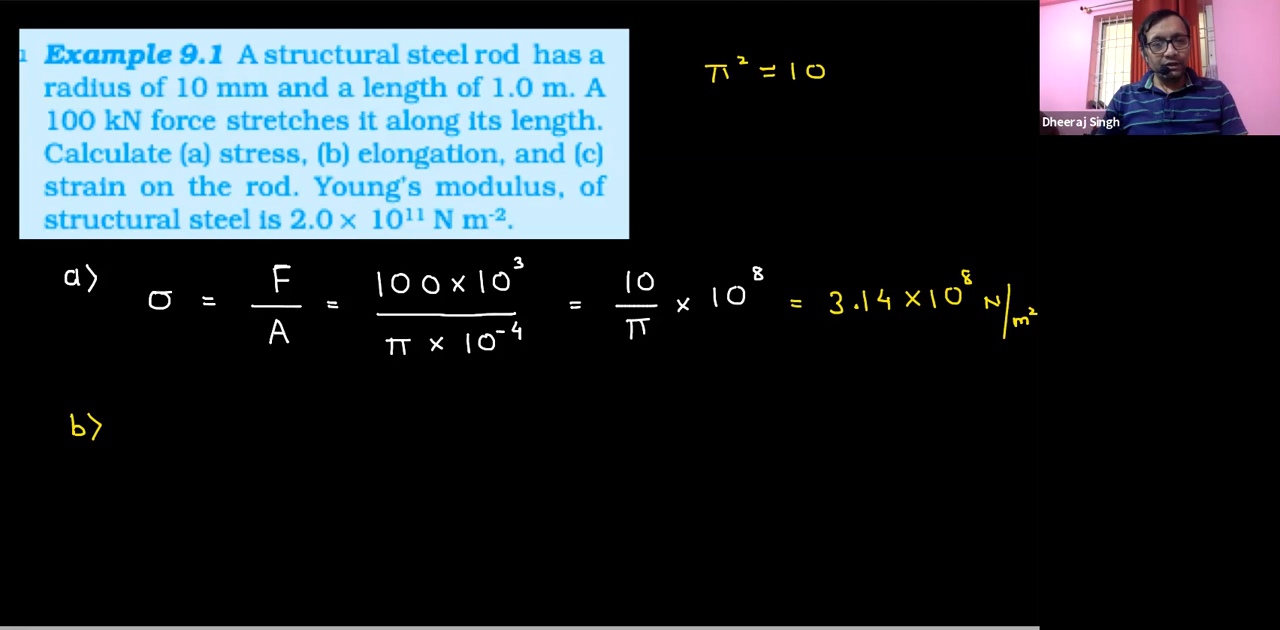 1 Example 9.1 A structural steel rod has a
radius of 10 mm and a length of 1.0 m. A
100 kN force stretches it along its length.
Calculate (a) stress, (b) elongation, and (c)
strain on the rod. Young's modulus, of
structural steel is 2.0 × 10¹¹ N m⁻².
π² = 10
Dheeraj Singh
a) σ = F/A = (100 × 10³)/(π × 10⁻⁴) = 10/π × 10⁸ = 3.14 × 10⁸ N/m²
b)